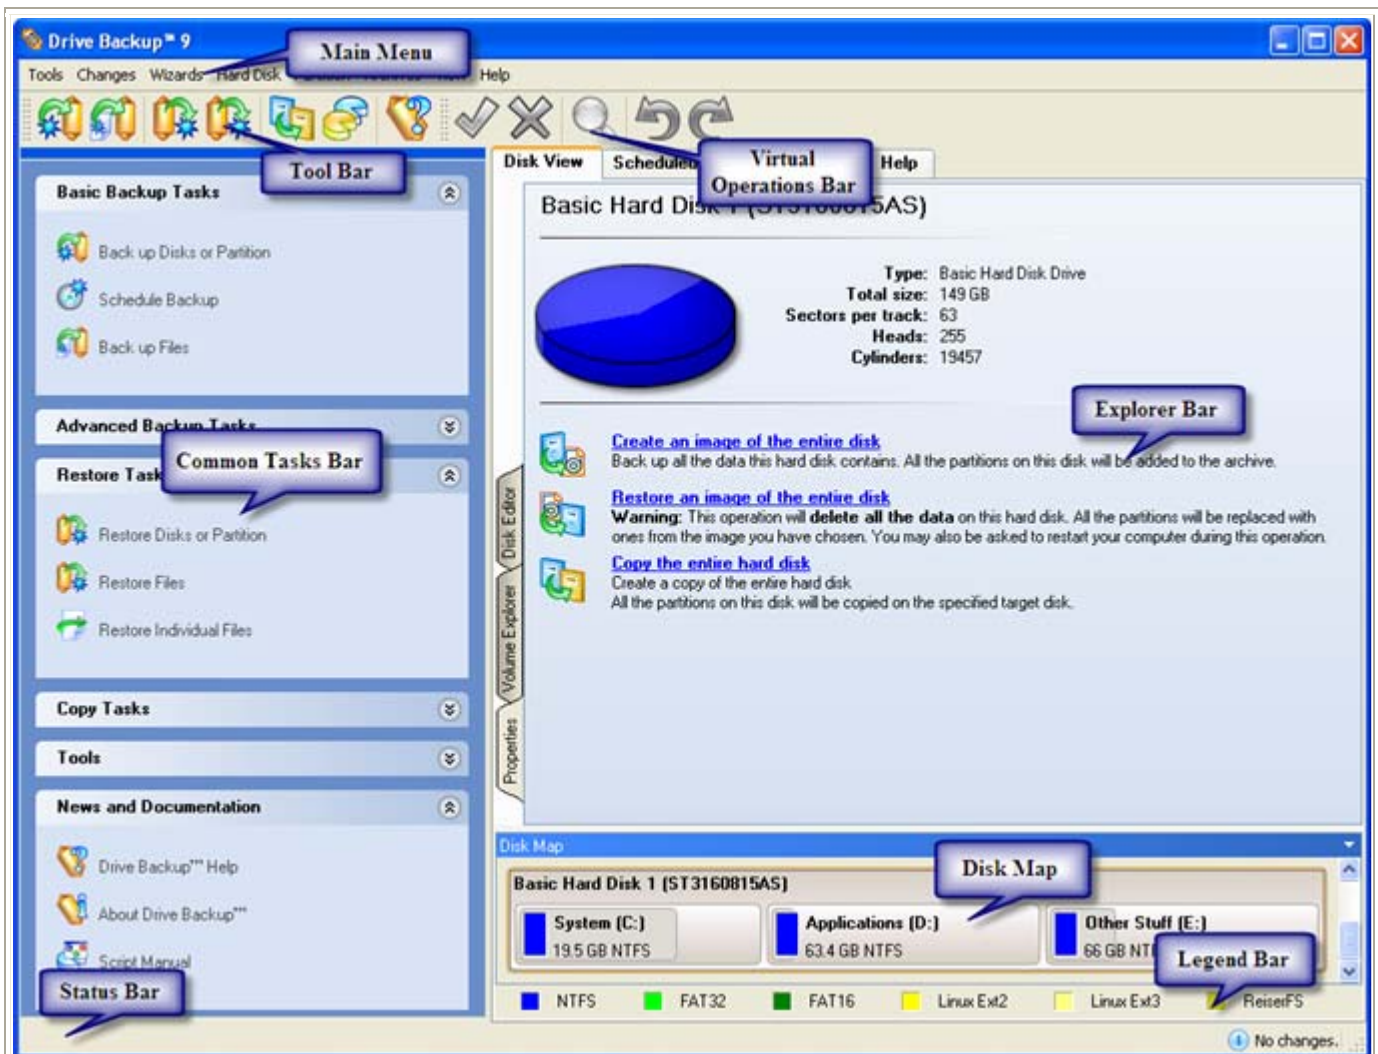 Drive Backup™ 9
Main Menu
Tools Changes Wizards Hard Disk Help
Tool Bar
Virtual
Operations Bar
Disk View Scheduled Help
Basic Backup Tasks
Back up Disks or Partition
Schedule Backup
Back up Files
Advanced Backup Tasks
Common Tasks Bar
Restore Task
Restore Disks or Partition
Restore Files
Restore Individual Files
Copy Tasks
Tools
News and Documentation
Drive Backup™ Help
About Drive Backup™
Script Manual
Status Bar
Basic Hard Disk 1 (ST3160815AS)
Type: Basic Hard Disk Drive
Total size: 149 GB
Sectors per track: 63
Heads: 255
Cylinders: 19457
Explorer Bar
Create an image of the entire disk
Back up all the data this hard disk contains. All the partitions on this disk will be added to the archive.
Restore an image of the entire disk
Warning: This operation will delete all the data on this hard disk. All the partitions will be replaced with
ones from the image you have chosen. You may also be asked to restart your computer during this operation.
Copy the entire hard disk
Create a copy of the entire hard disk
All the partitions on this disk will be copied on the specified target disk.
Disk Editor
Volume Explorer
Properties
Disk Map
Disk Map
Basic Hard Disk 1 (ST3160815AS)
System (C:)
19.5 GB NTFS
Applications (D:)
63.4 GB NTFS
Other Stuff (E:)
66 GB
Legend Bar
NTFS FAT32 FAT16 Linux Ext2 Linux Ext3 ReiserFS
No changes.